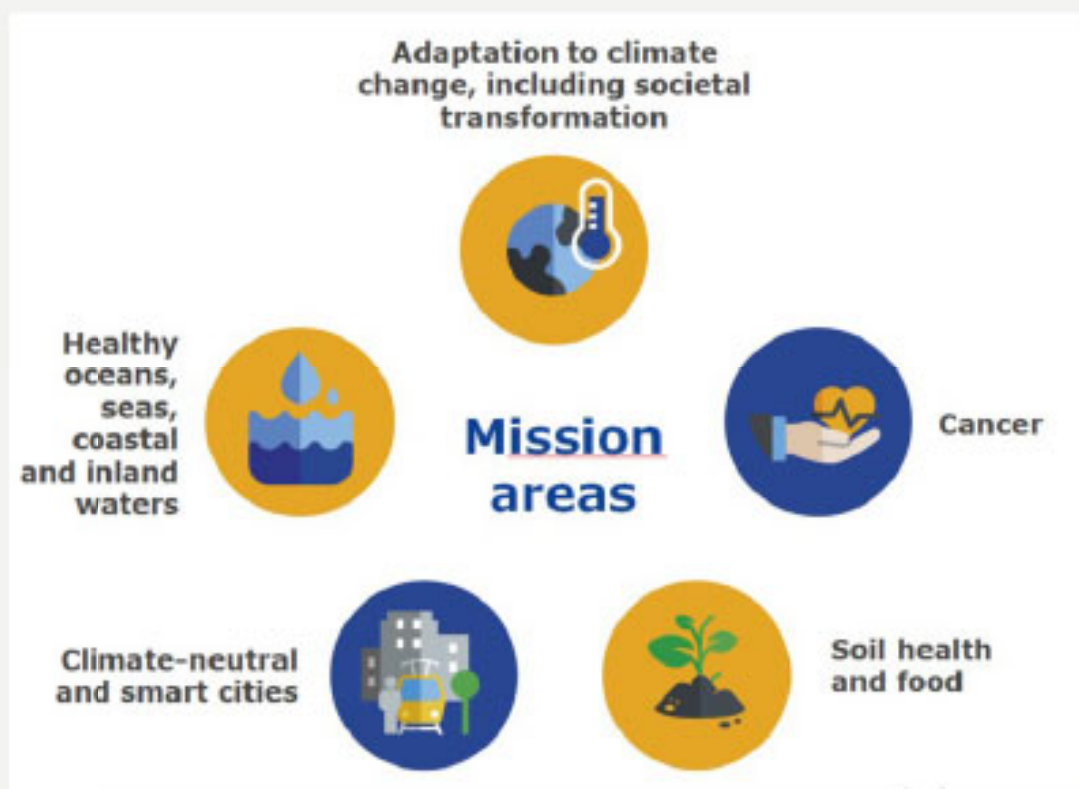 Adaptation to climate
change, including societal
transformation
Healthy
oceans,
seas,
coastal
and inland
waters
Mission
areas
Cancer
Climate-neutral
and smart cities
Soil health
and food